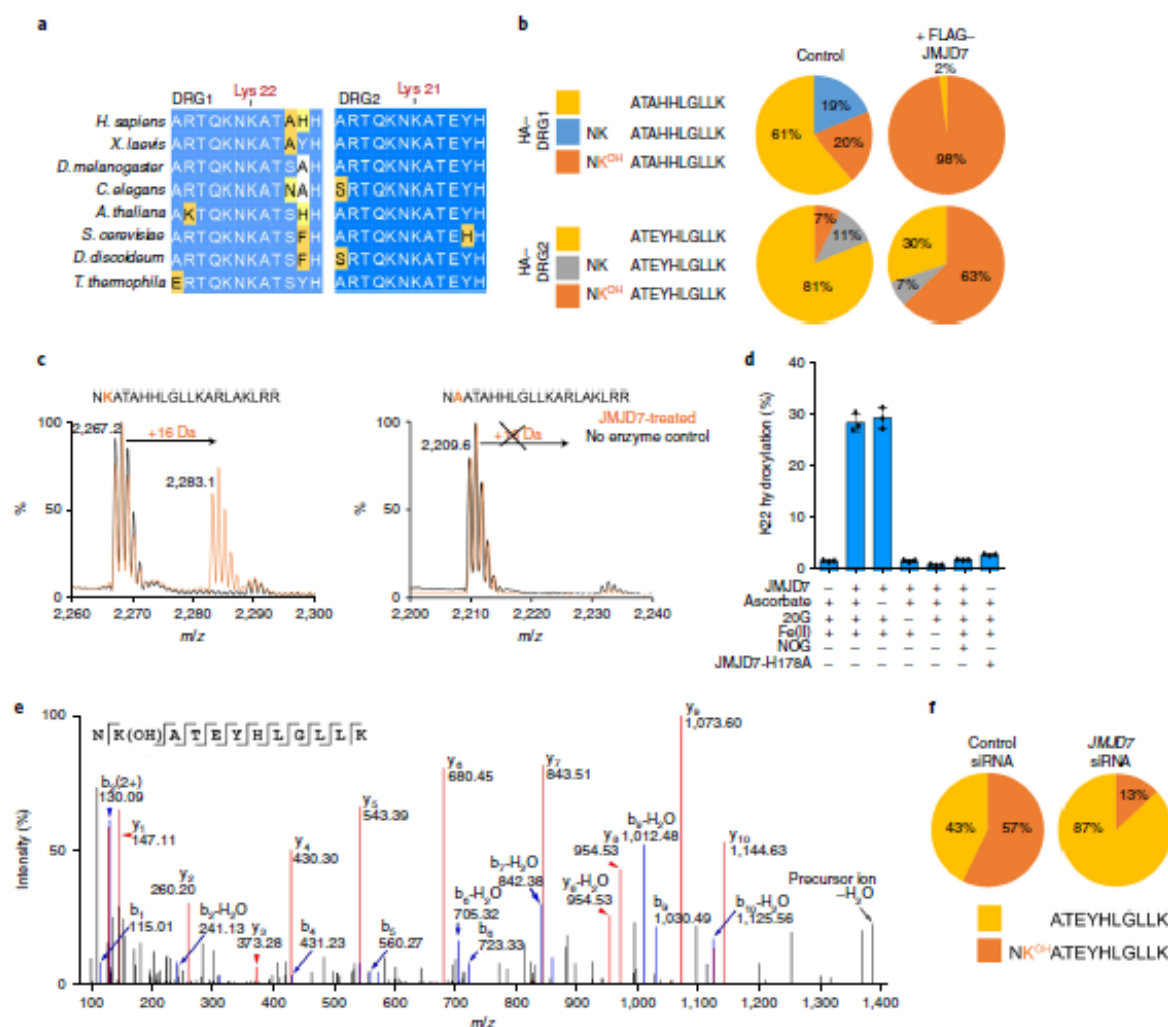 a
DRG1
Lys 22
DRG2
Lys 21
H. sapiens ARTQKNKATAHH ARTQKNKATEYH
X. laevis ARTQKNKATAYH ARTQKNKATEYH
D. melanogaster ARTQKNKATSAH ARTQKNKATEYH
C. elegans ARTQKNKATNAH SRTQKNKATEYH
A. thaliana AKTQKNKATSHH ARTQKNKATEYH
S. cerevisiae ARTQKNKATSFH ARTQKNKATEHH
D. discoideum ARTQKNKATSFH SRTQKNKATEYH
T. thermophila ERTQKNKATSYH ARTQKNKATEYH
b
Control
+ FLAG–
JMJD7
HA–
DRG1
ATAHHLGLLK
NK ATAHHLGLLK
NKOH ATAHHLGLLK
61%
19%
20%
2%
98%
HA–
DRG2
ATEYHLGLLK
NK ATEYHLGLLK
NKOH ATEYHLGLLK
7%
11%
81%
30%
7%
63%
c
NKATAHHLGLLKARLAKLRR
2,267.2
+16 Da
2,283.1
100
50
0
%
2,260 2,270 2,280 2,290 2,300
m/z
NAATAHHLGLLKARLAKLRR
2,209.6
JMJD7-treated
No enzyme control
100
50
0
%
2,200 2,210 2,220 2,230 2,240
m/z
d
K22 hydroxylation (%)
40
30
20
10
0
JMJD7 – + + + + + –
Ascorbate + + – + + + +
2OG + + + – + + +
Fe(II) + + + + – + +
NOG – – – – – + –
JMJD7-H178A – – – – – – +
e
NK(OH)ATEYHLGLLK
Intensity (%)
100
50
0
b2(2+)
130.09
y1
147.11
b1
115.01
y2
260.20
b2-H2O
241.13
y3
373.28
y4
430.30
b4
431.23
y5
543.39
b5
560.27
y6
680.45
b6-H2O
705.32
b6
723.33
y7
843.51
b7-H2O
842.38
y8
954.53
y8-H2O
954.53
b9-H2O
1,012.48
b9
1,030.49
y9
1,073.60
y10
1,144.63
b10-H2O
1,125.56
Precursor ion
–H2O
100 200 300 400 500 600 700 800 900 1,000 1,100 1,200 1,300 1,400
m/z
f
Control
siRNA
JMJD7
siRNA
43%
57%
13%
87%
ATEYHLGLLK
NKOHATEYHLGLLK